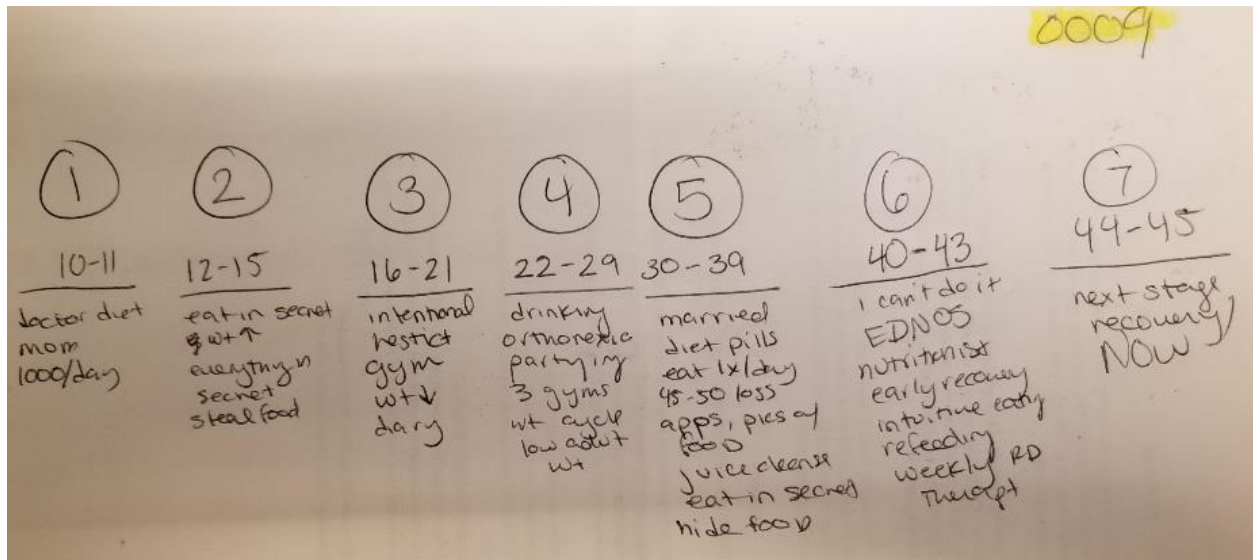 0009
1
10-11
doctor diet
mom
1000/day
2
12-15
eat in secret
& wt↑
everything in
secret
steal food
3
16-21
intentional
restrict
gym
wt↓
diary
4
22-29
drinking
orthorexic
partying
3 gyms
wt cycle
low adult
wt
5
30-39
married
diet pills
eat 1x/day
45-50 loss
apps, pics of
food
juice cleanse
eat in secret
hide food
6
40-43
i can't do it
EDNOS
nutritionist
early recovery
intuitive eating
refeeding
weekly RD
Therapt
7
44-45
next stage
recovery
NOW